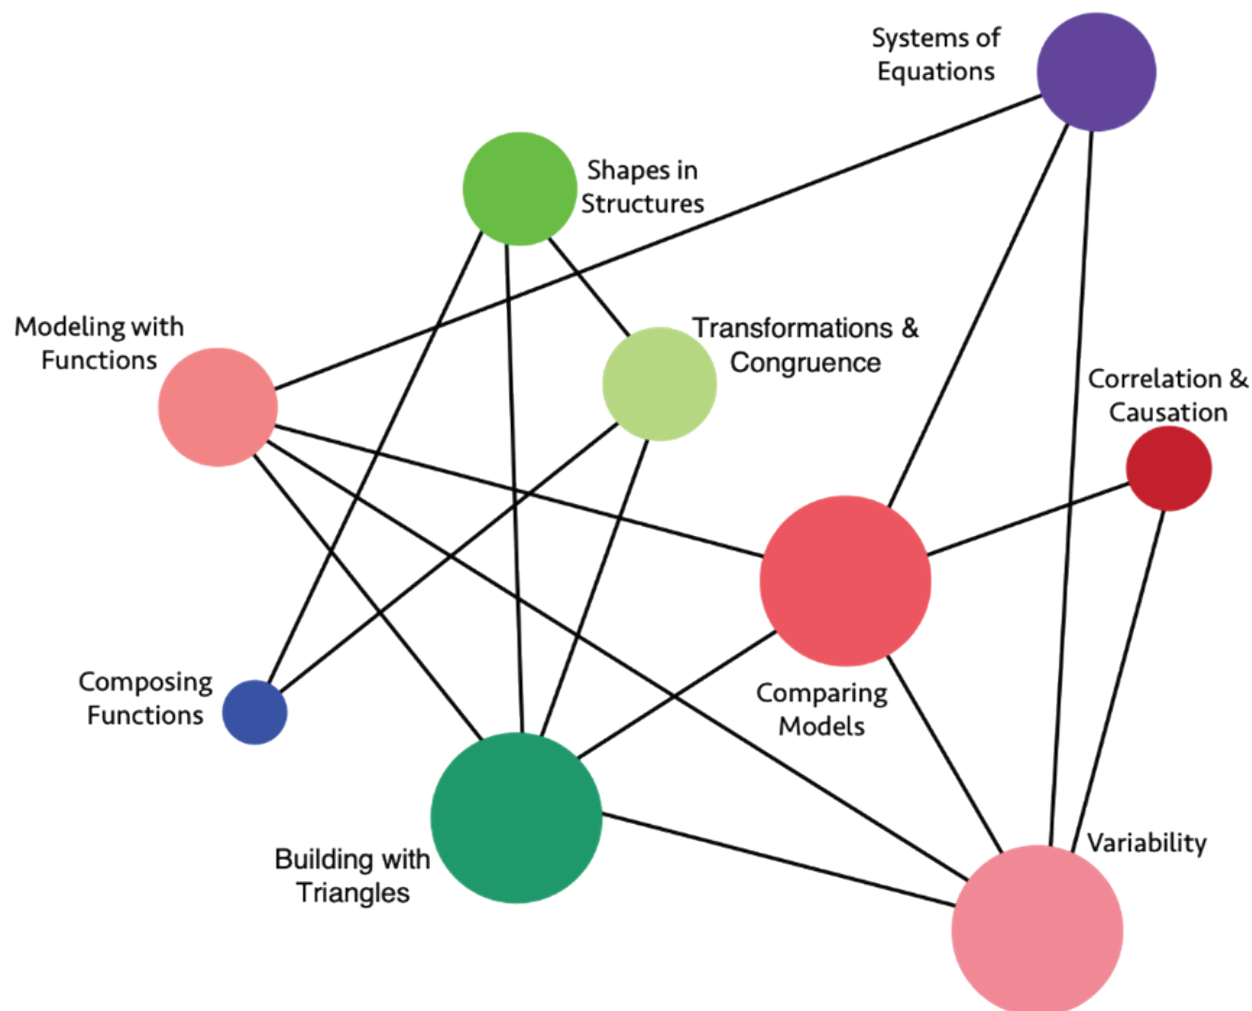 Systems of
Equations
Shapes in
Structures
Modeling with
Functions
Transformations &
Congruence
Correlation &
Causation
Composing
Functions
Comparing
Models
Building with
Triangles
Variability